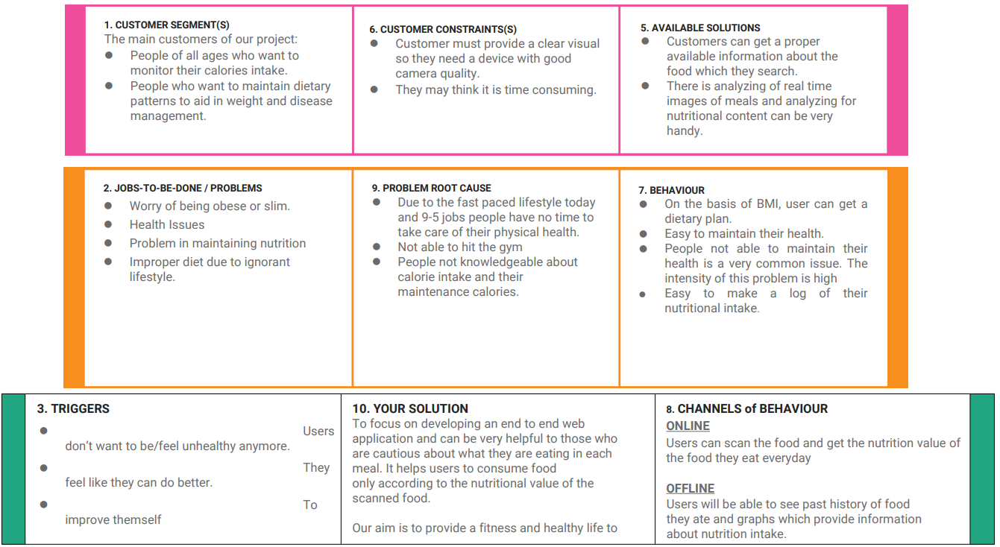 1. CUSTOMER SEGMENT(S)
The main customers of our project:
● People of all ages who want to
monitor their calories intake.
● People who want to maintain dietary
patterns to aid in weight and disease
management.
6. CUSTOMER CONSTRAINTS(S)
● Customer must provide a clear visual
so they need a device with good
camera quality.
● They may think it is time consuming.
5. AVAILABLE SOLUTIONS
● Customers can get a proper
available information about the
food which they search.
● There is analyzing of real time
images of meals and analyzing for
nutritional content can be very
handy.
2. JOBS-TO-BE-DONE / PROBLEMS
● Worry of being obese or slim.
● Health Issues
● Problem in maintaining nutrition
● Improper diet due to ignorant
lifestyle.
9. PROBLEM ROOT CAUSE
● Due to the fast paced lifestyle today
and 9-5 jobs people have no time to
take care of their physical health.
● Not able to hit the gym
● People not knowledgeable about
calorie intake and their
maintenance calories.
7. BEHAVIOUR
● On the basis of BMI, user can get a
dietary plan.
● Easy to maintain their health.
● People not able to maintain their
health is a very common issue. The
intensity of this problem is high
● Easy to make a log of their
nutritional intake.
3. TRIGGERS
● Users
don’t want to be/feel unhealthy anymore.
● They
feel like they can do better.
● To
improve themself
10. YOUR SOLUTION
To focus on developing an end to end web
application and can be very helpful to those who
are cautious about what they are eating in each
meal. It helps users to consume food
only according to the nutritional value of the
scanned food.
Our aim is to provide a fitness and healthy life to
8. CHANNELS of BEHAVIOUR
ONLINE
Users can scan the food and get the nutrition value of
the food they eat everyday
OFFLINE
Users will be able to see past history of food
they ate and graphs which provide information
about nutrition intake.